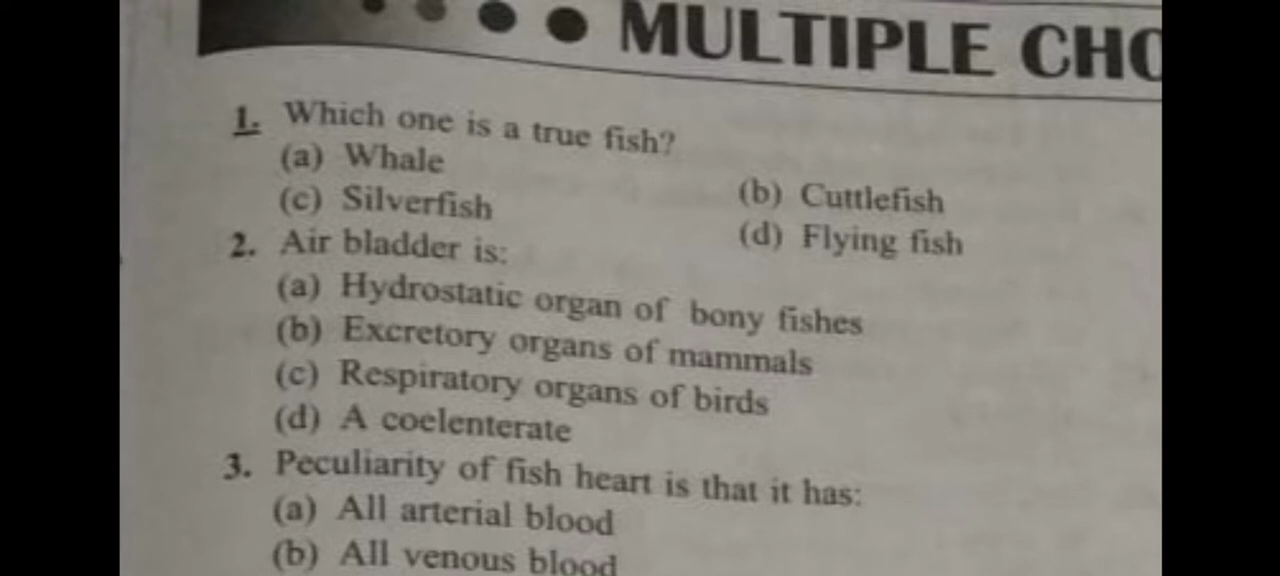 MULTIPLE CHO
1. Which one is a true fish?
(a) Whale (b) Cuttlefish
(c) Silverfish (d) Flying fish
2. Air bladder is:
(a) Hydrostatic organ of bony fishes
(b) Excretory organs of mammals
(c) Respiratory organs of birds
(d) A coelenterate
3. Peculiarity of fish heart is that it has:
(a) All arterial blood
(b) All venous blood